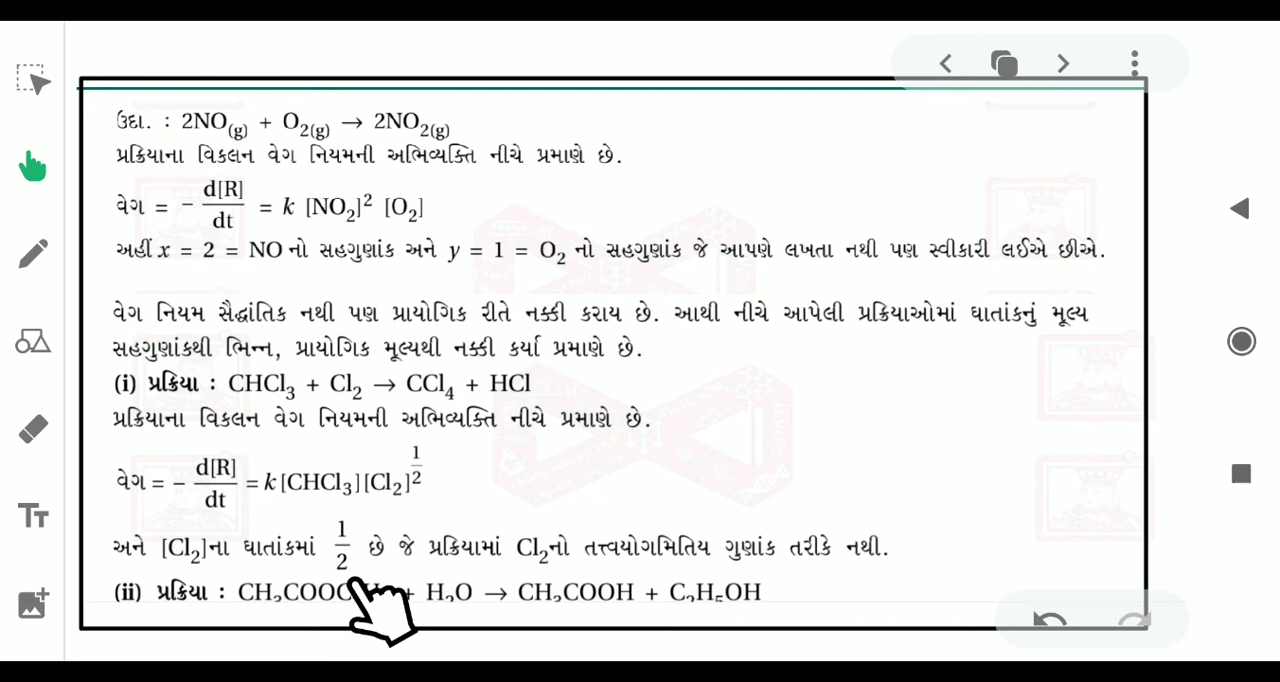 ઉદા. : 2NO(g) + O2(g) → 2NO2(g)
પ્રક્રિયાના વિકલન વેગ નિયમની અભિવ્યક્તિ નીચે પ્રમાણે છે.
વેગ = − d[R]/dt = k [NO2]² [O2]
અહીં x = 2 = NO નો સહગુણાંક અને y = 1 = O2 નો સહગુણાંક જે આપણે લખતા નથી પણ સ્વીકારી લઈએ છીએ.
વેગ નિયમ સૈદ્ધાંતિક નથી પણ પ્રાયોગિક રીતે નક્કી કરાય છે. આથી નીચે આપેલી પ્રક્રિયાઓમાં ઘાતાંકનું મૂલ્ય
સહગુણાંકથી ભિન્ન, પ્રાયોગિક મૂલ્યથી નક્કી કર્યા પ્રમાણે છે.
(i) પ્રક્રિયા : CHCl3 + Cl2 → CCl4 + HCl
પ્રક્રિયાના વિકલન વેગ નિયમની અભિવ્યક્તિ નીચે પ્રમાણે છે.
વેગ = − d[R]/dt = k [CHCl3][Cl2]^1/2
અને [Cl2]ના ઘાતાંકમાં 1/2 છે જે પ્રક્રિયામાં Cl2નો તત્ત્વયોગમિતિય ગુણાંક તરીકે નથી.
(ii) પ્રક્રિયા : + H2O → CH3COOH + C2H5OH